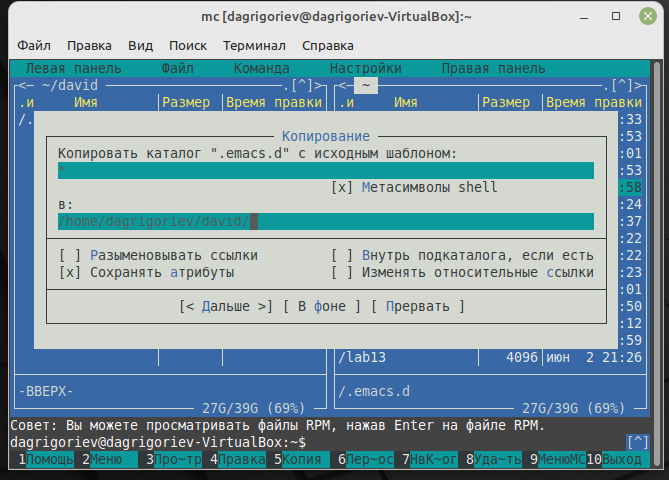 mc [dagrigoriev@dagrigoriev-VirtualBox]:~
Файл Правка Вид Поиск Терминал Справка
Левая панель Файл Команда Настройки Правая панель
<— ~/david .[^]> <— ~ .[^]>
.и Имя Размер Время правки .и Имя Размер Время правки
/. :33
:53
Копирование
Копировать каталог ".emacs.d" с исходным шаблоном: :01
* :53
[x] Метасимволы shell :58
в: :24
/home/dagrigoriev/david/ :37
:22
[ ] Разыменовывать ссылки [ ] Внутрь подкаталога, если есть :22
[x] Сохранять атрибуты [ ] Изменять относительные ссылки :23
:01
[< Дальше >] [ В фоне ] [ Прервать ] :50
:12
:59
/lab13 4096 июн 2 21:26
-ВВЕРХ- /.emacs.d
27G/39G (69%) 27G/39G (69%)
Совет: Вы можете просматривать файлы RPM, нажав Enter на файле RPM.
dagrigoriev@dagrigoriev-VirtualBox:~$ [^]
1Помощь 2Меню 3Про~тр 4Правка 5Копия 6Пер~ос 7НвК~ог 8Уда~ть 9МенюMC 10Выход